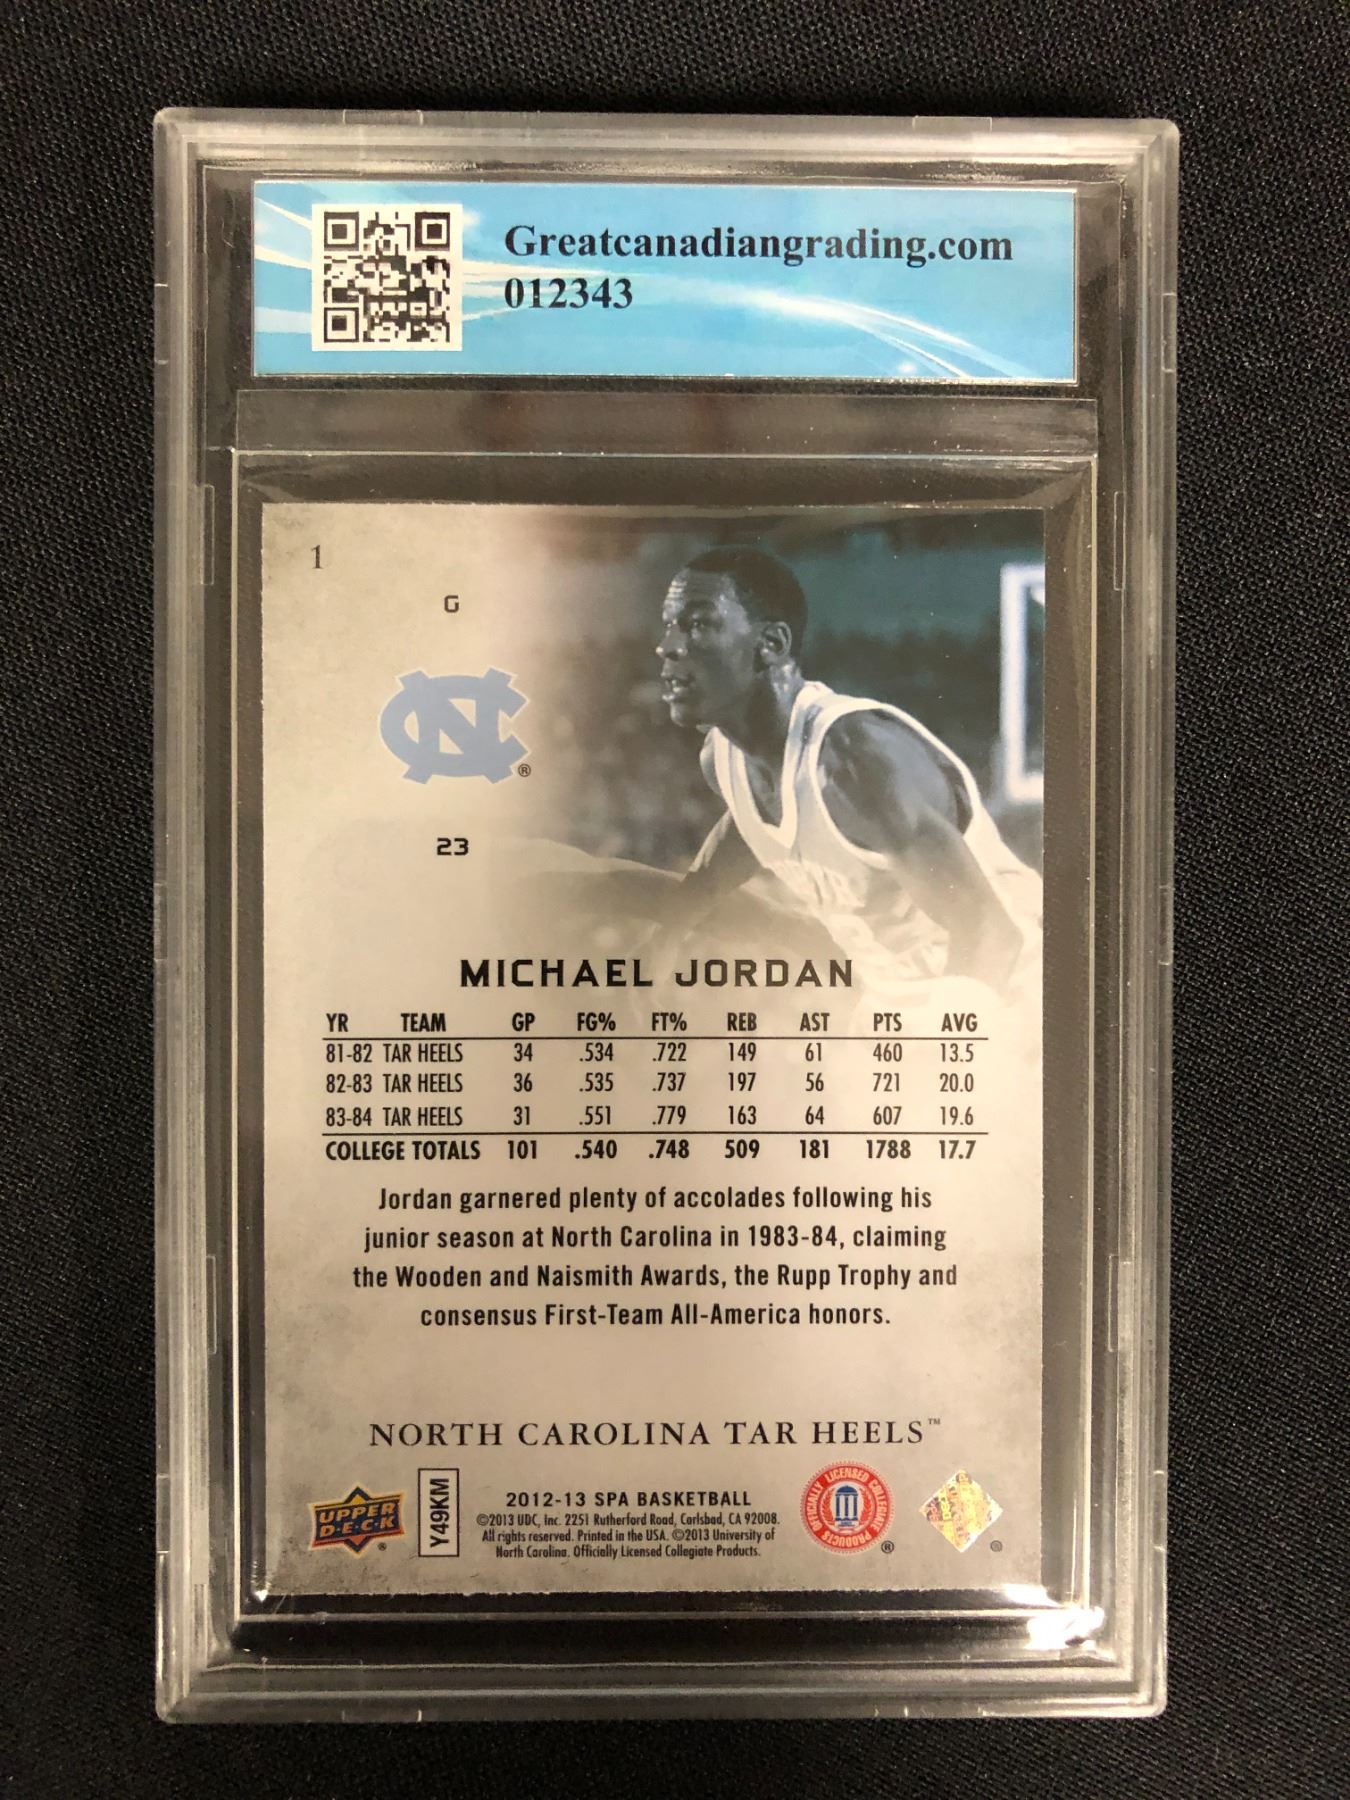 Greatcanadiangrading.com
012343
1
G
NC®
23
MICHAEL JORDAN
YR TEAM GP FG% FT% REB AST PTS AVG
81-82 TAR HEELS 34 .534 .722 149 61 460 13.5
82-83 TAR HEELS 36 .535 .737 197 56 721 20.0
83-84 TAR HEELS 31 .551 .779 163 64 607 19.6
COLLEGE TOTALS 101 .540 .748 509 181 1788 17.7
Jordan garnered plenty of accolades following his
junior season at North Carolina in 1983-84, claiming
the Wooden and Naismith Awards, the Rupp Trophy and
consensus First-Team All-America honors.
NORTH CAROLINA TAR HEELS™
UPPER
D·E·C·K
®
Y49KM
2012-13 SPA BASKETBALL
©2013 UDC, Inc. 2251 Rutherford Road, Carlsbad, CA 92008.
All rights reserved. Printed in the USA. ©2013 University of
North Carolina. Officially Licensed Collegiate Products.
OFFICIALLY LICENSED COLLEGIATE PRODUCTS
®